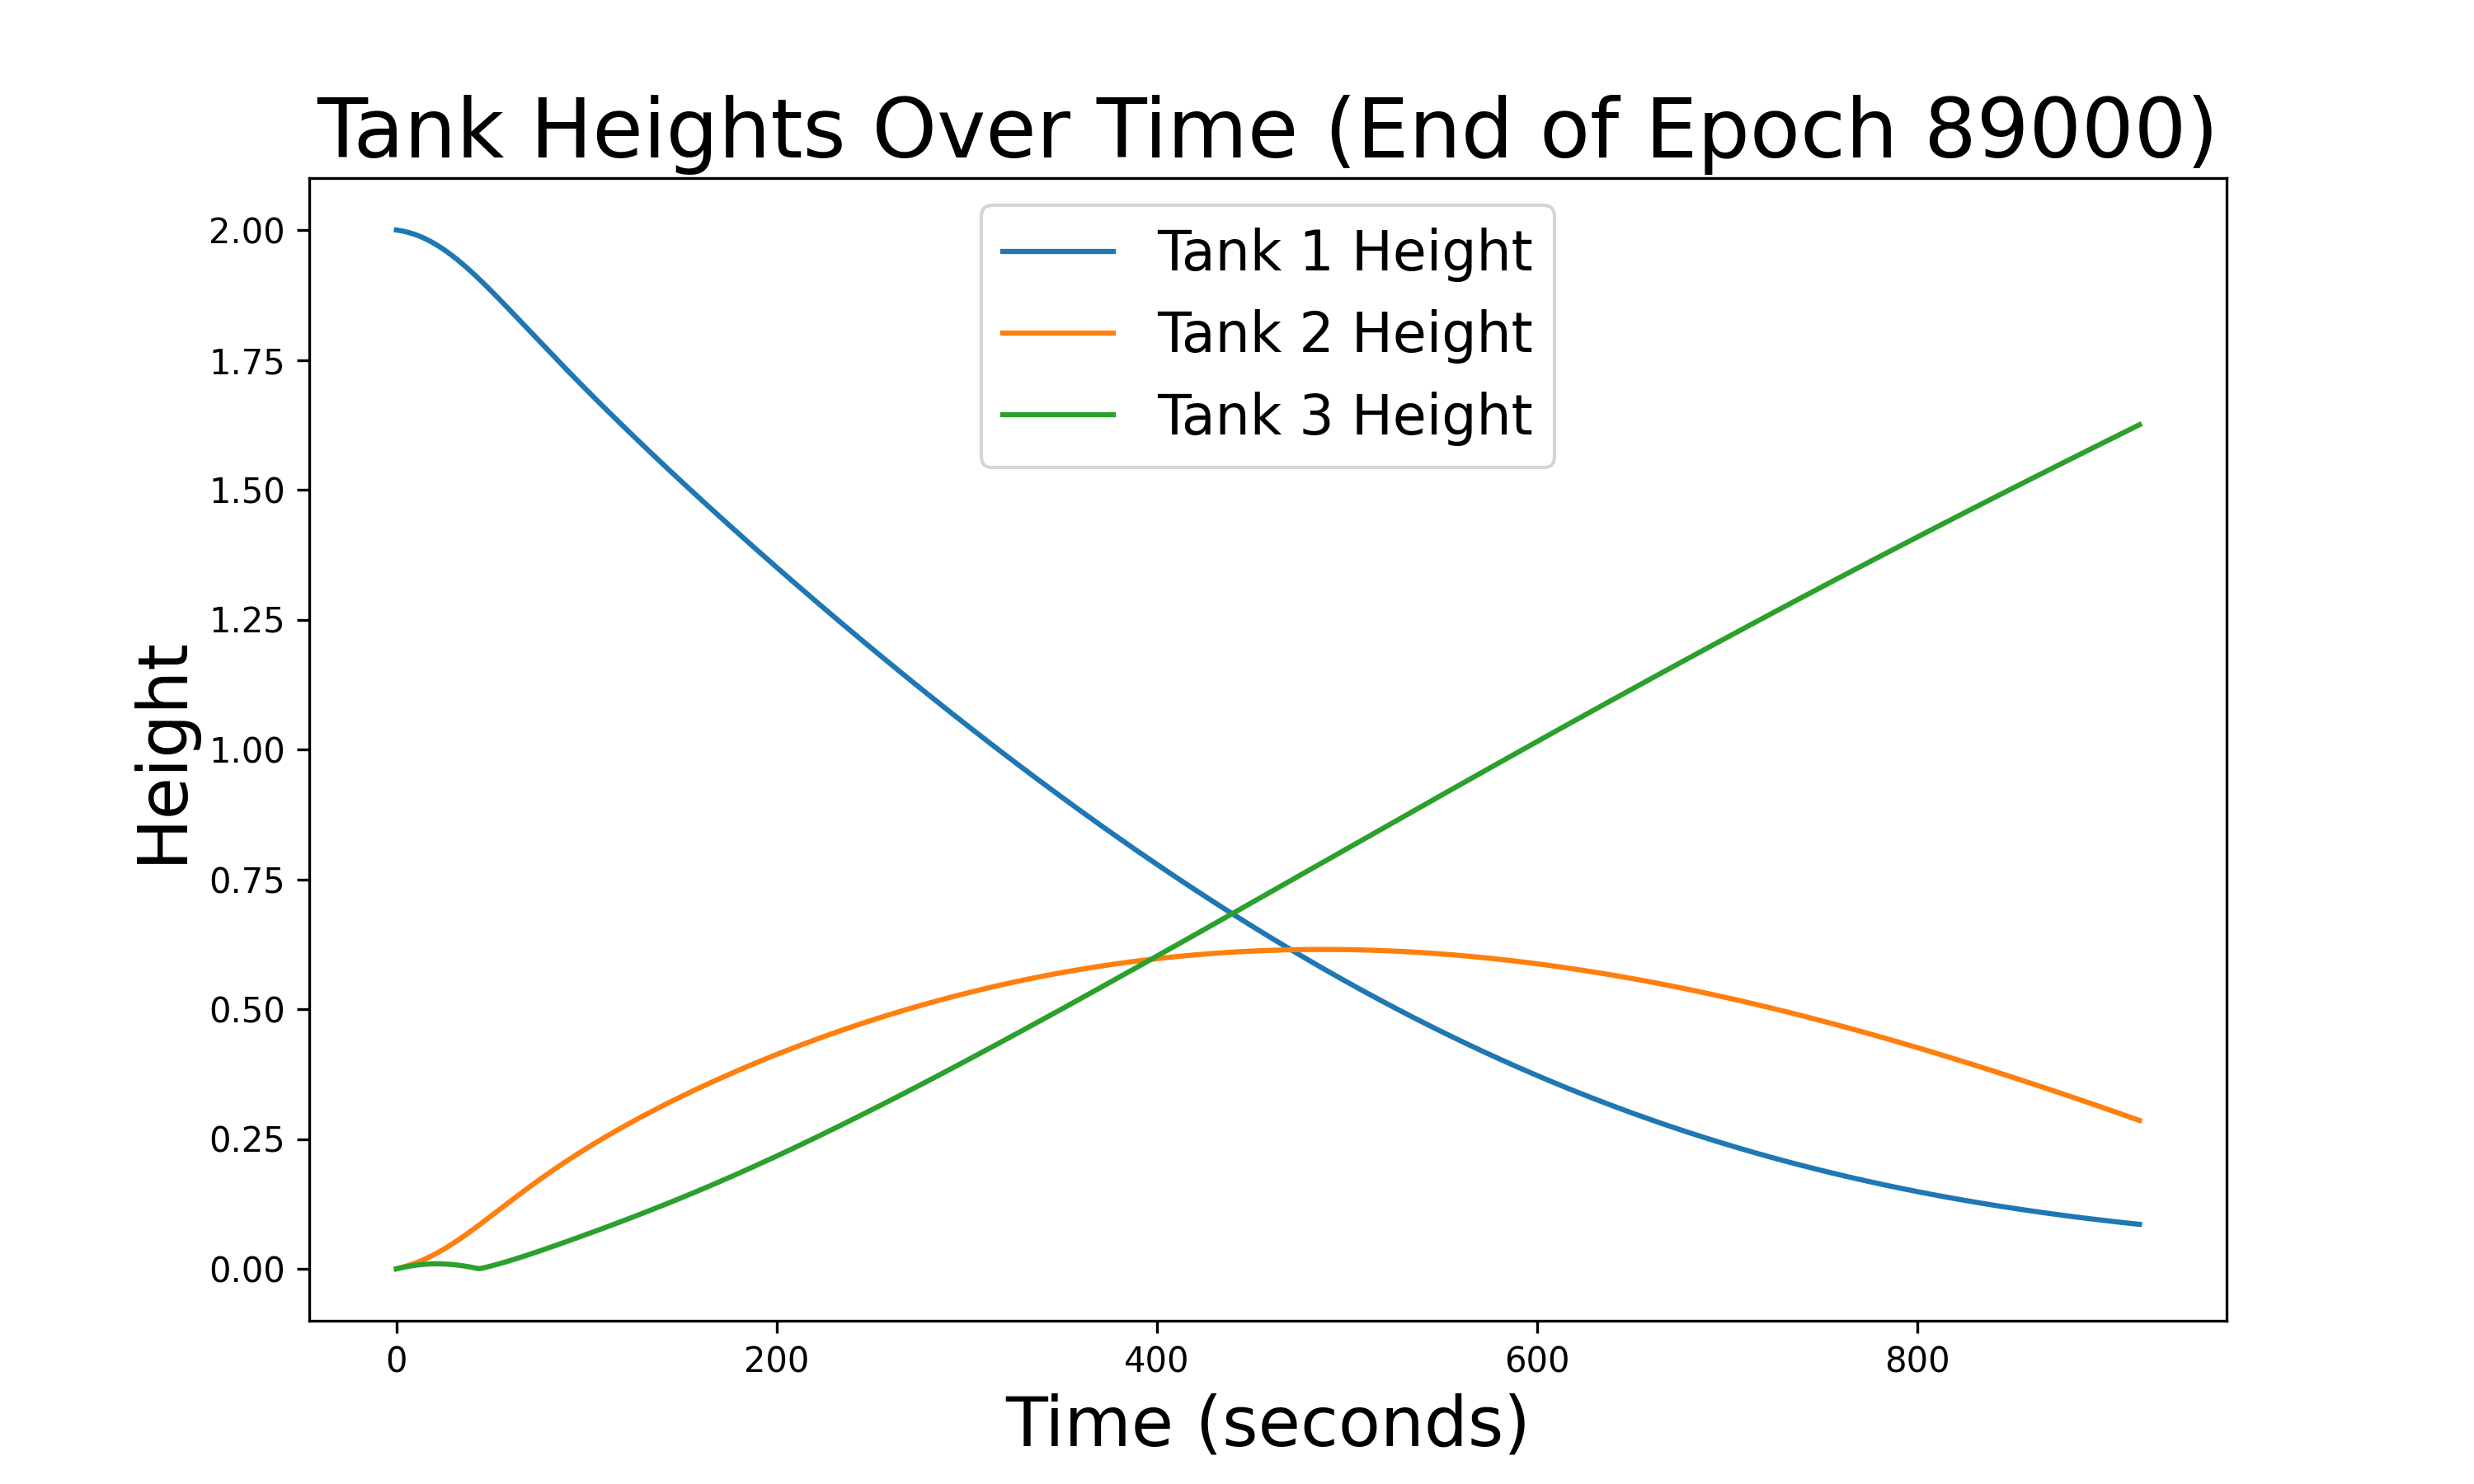 Tank Heights Over Time (End of Epoch 89000)
Tank 1 Height
Tank 2 Height
Tank 3 Height
Height
2.00
1.75
1.50
1.25
1.00
0.75
0.50
0.25
0.00
0 200 400 600 800
Time (seconds)